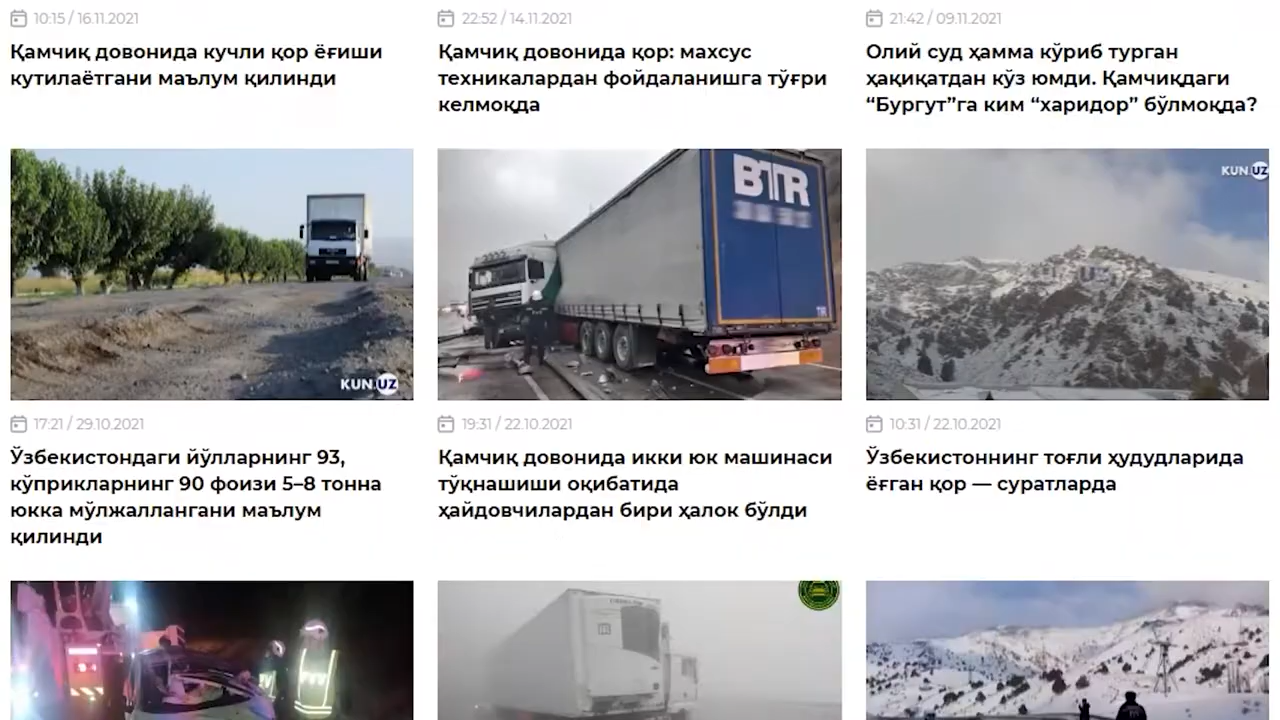 10:15 / 16.11.2021
Қамчиқ довонида кучли қор ёғиши
кутилаётгани маълум қилинди
22:52 / 14.11.2021
Қамчиқ довонида қор: махсус
техникалардан фойдаланишга тўғри
келмоқда
21:42 / 09.11.2021
Олий суд ҳамма кўриб турган
ҳақиқатдан кўз юмди. Қамчиқдаги
“Бургут”га ким “харидор” бўлмоқда?
KUN.UZ
BTR
TIR
KUN.UZ
17:21 / 29.10.2021
Ўзбекистондаги йўлларнинг 93,
кўприкларнинг 90 фоизи 5–8 тонна
юкка мўлжаллангани маълум
қилинди
19:31 / 22.10.2021
Қамчиқ довонида икки юк машинаси
тўқнашиши оқибатида
ҳайдовчилардан бири ҳалок бўлди
10:31 / 22.10.2021
Ўзбекистоннинг тоғли ҳудудларида
ёғган қор — суратларда